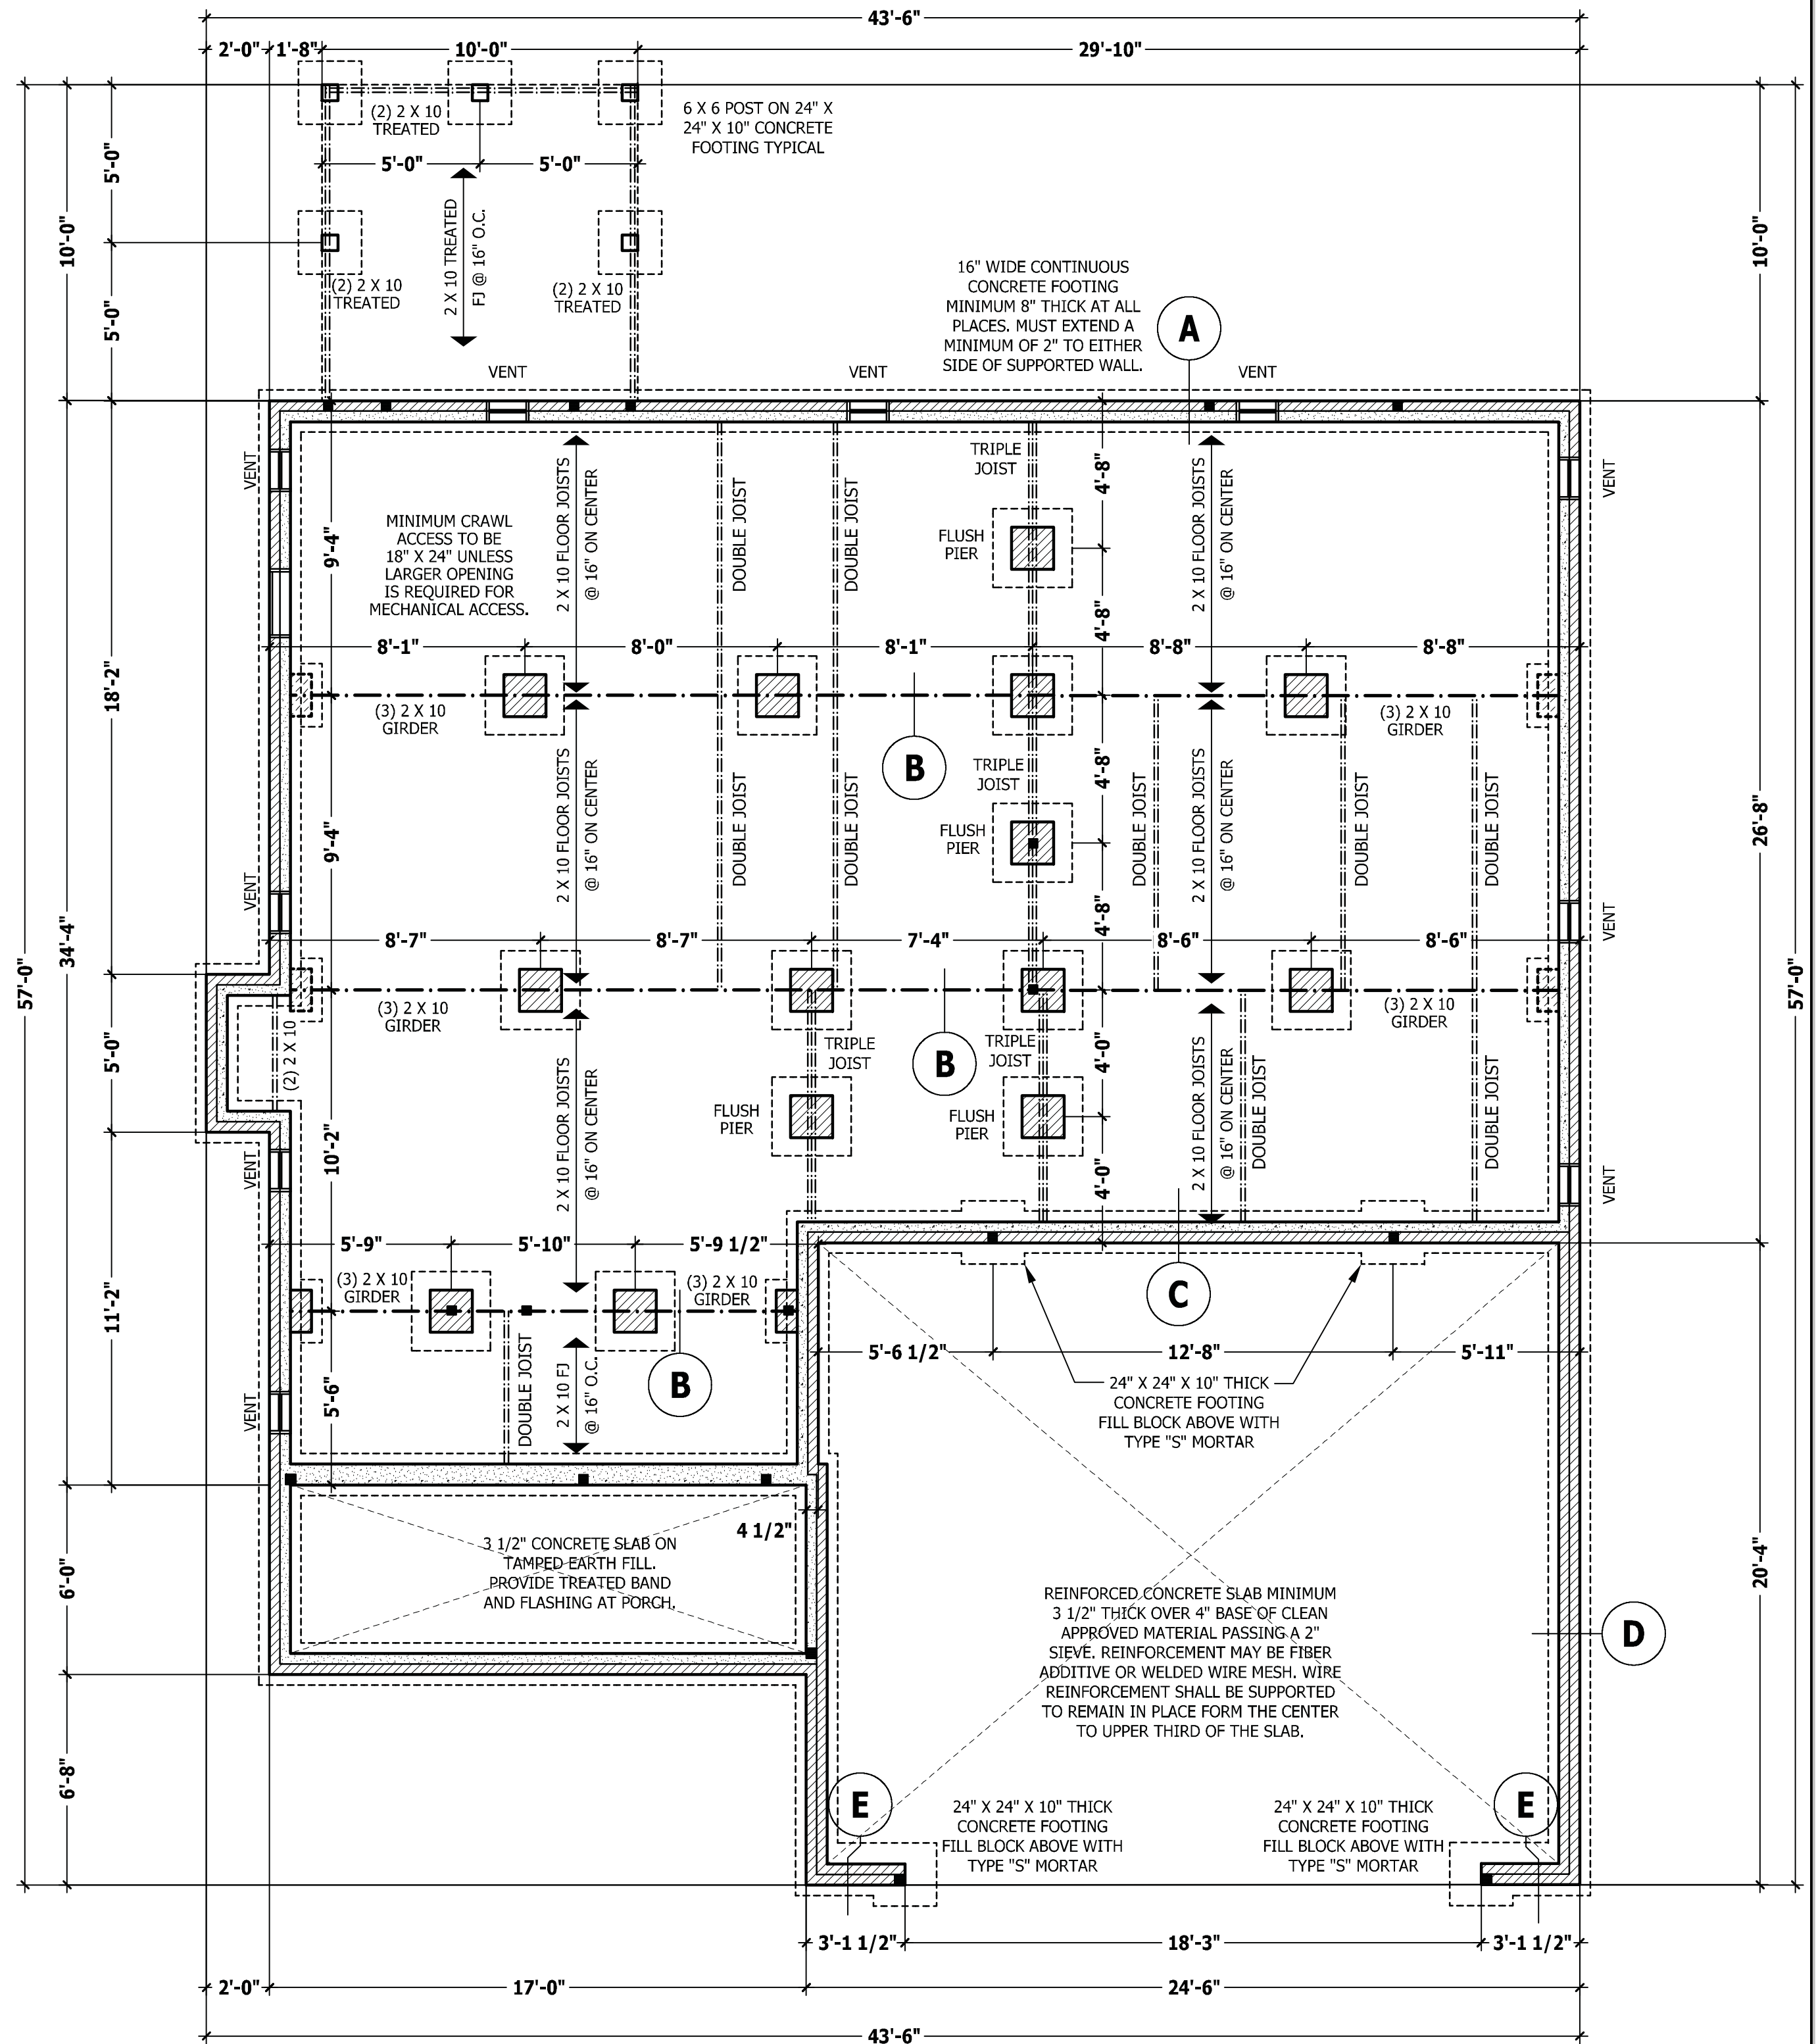 43'-6"
2'-0"
1'-8"
10'-0"
29'-10"
(2) 2 X 10
TREATED
6 X 6 POST ON 24" X
24" X 10" CONCRETE
FOOTING TYPICAL
5'-0"
5'-0"
5'-0"
10'-0"
5'-0"
2 X 10 TREATED
FJ @ 16" O.C.
(2) 2 X 10
TREATED
(2) 2 X 10
TREATED
10'-0"
16" WIDE CONTINUOUS
CONCRETE FOOTING
MINIMUM 8" THICK AT ALL
PLACES. MUST EXTEND A
MINIMUM OF 2" TO EITHER
SIDE OF SUPPORTED WALL.
A
VENT
VENT
VENT
VENT
VENT
TRIPLE
JOIST
4'-8"
2 X 10 FLOOR JOISTS
@ 16" ON CENTER
DOUBLE JOIST
DOUBLE JOIST
2 X 10 FLOOR JOISTS
@ 16" ON CENTER
MINIMUM CRAWL
ACCESS TO BE
18" X 24" UNLESS
LARGER OPENING
IS REQUIRED FOR
MECHANICAL ACCESS.
9'-4"
FLUSH
PIER
4'-8"
8'-1"
8'-0"
8'-1"
8'-8"
8'-8"
18'-2"
(3) 2 X 10
GIRDER
(3) 2 X 10
GIRDER
B
TRIPLE
JOIST
4'-8"
2 X 10 FLOOR JOISTS
@ 16" ON CENTER
DOUBLE JOIST
DOUBLE JOIST
DOUBLE JOIST
2 X 10 FLOOR JOISTS
@ 16" ON CENTER
DOUBLE JOIST
DOUBLE JOIST
9'-4"
FLUSH
PIER
26'-8"
VENT
VENT
4'-8"
34'-4"
57'-0"
57'-0"
8'-7"
8'-7"
7'-4"
8'-6"
8'-6"
(3) 2 X 10
GIRDER
(3) 2 X 10
GIRDER
5'-0"
(2) 2 X 10
TRIPLE
JOIST
B
TRIPLE
JOIST
4'-0"
2 X 10 FLOOR JOISTS
@ 16" ON CENTER
2 X 10 FLOOR JOISTS
@ 16" ON CENTER
DOUBLE JOIST
DOUBLE JOIST
FLUSH
PIER
FLUSH
PIER
10'-2"
VENT
4'-0"
VENT
5'-9"
5'-10"
5'-9 1/2"
(3) 2 X 10
GIRDER
(3) 2 X 10
GIRDER
C
11'-2"
5'-6 1/2"
12'-8"
5'-11"
5'-6"
VENT
DOUBLE JOIST
2 X 10 FJ
@ 16" O.C.
B
24" X 24" X 10" THICK
CONCRETE FOOTING
FILL BLOCK ABOVE WITH
TYPE "S" MORTAR
4 1/2"
3 1/2" CONCRETE SLAB ON
TAMPED EARTH FILL.
PROVIDE TREATED BAND
AND FLASHING AT PORCH.
6'-0"
20'-4"
REINFORCED CONCRETE SLAB MINIMUM
3 1/2" THICK OVER 4" BASE OF CLEAN
APPROVED MATERIAL PASSING A 2"
SIEVE. REINFORCEMENT MAY BE FIBER
ADDITIVE OR WELDED WIRE MESH. WIRE
REINFORCEMENT SHALL BE SUPPORTED
TO REMAIN IN PLACE FORM THE CENTER
TO UPPER THIRD OF THE SLAB.
D
6'-8"
E
24" X 24" X 10" THICK
CONCRETE FOOTING
FILL BLOCK ABOVE WITH
TYPE "S" MORTAR
24" X 24" X 10" THICK
CONCRETE FOOTING
FILL BLOCK ABOVE WITH
TYPE "S" MORTAR
E
3'-1 1/2"
18'-3"
3'-1 1/2"
2'-0"
17'-0"
24'-6"
43'-6"